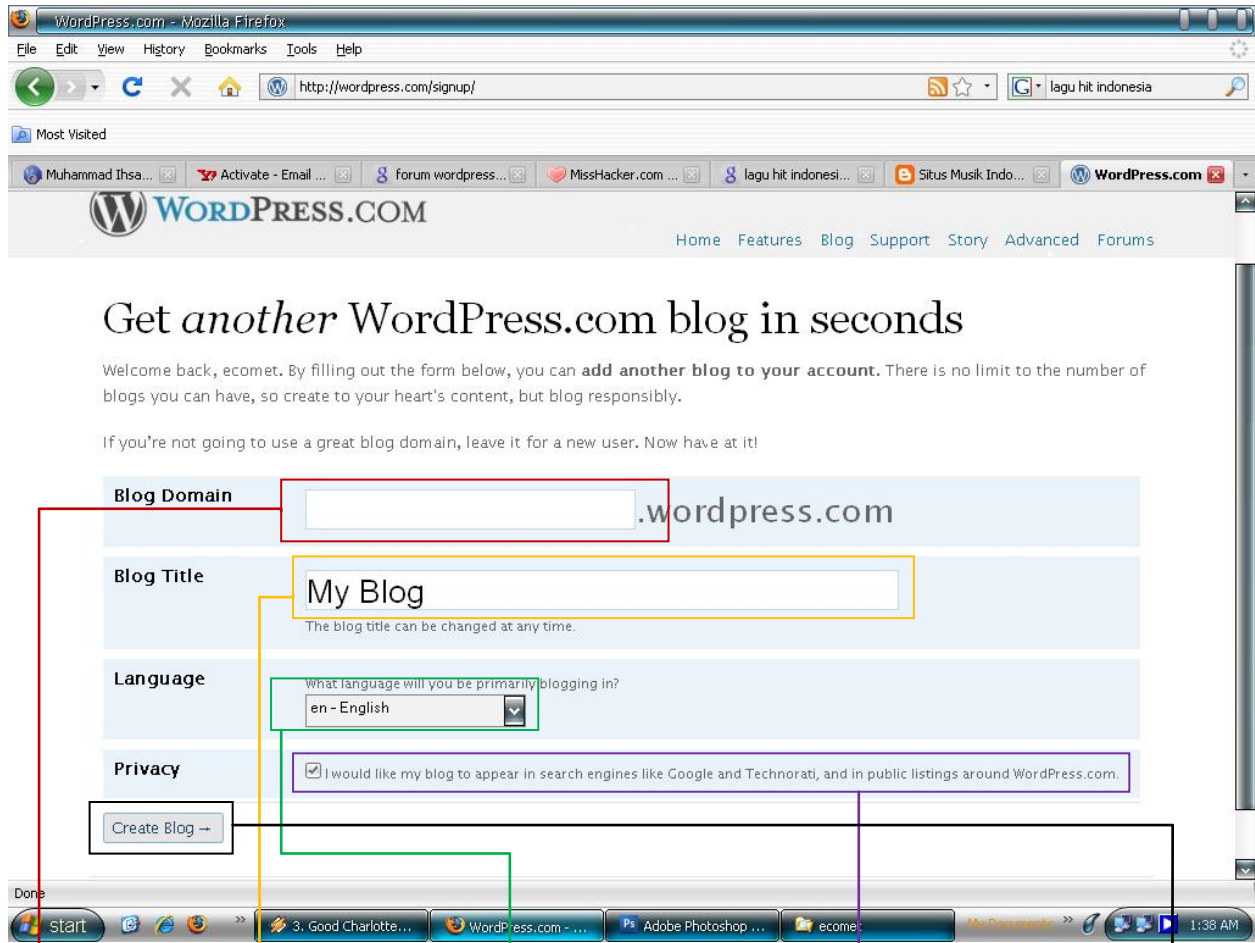 WordPress.com - Mozilla Firefox
File Edit View History Bookmarks Tools Help
http://wordpress.com/signup/
G lagu hit indonesia
Most Visited
Muhammad Ihsa... Activate - Email ... forum wordpress... MissHacker.com ... lagu hit indonesi... Situs Musik Indo... WordPress.com
WORDPRESS.COM
Home Features Blog Support Story Advanced Forums
Get another WordPress.com blog in seconds
Welcome back, ecomet. By filling out the form below, you can add another blog to your account. There is no limit to the number of
blogs you can have, so create to your heart's content, but blog responsibly.
If you're not going to use a great blog domain, leave it for a new user. Now have at it!
Blog Domain
.wordpress.com
Blog Title
My Blog
The blog title can be changed at any time.
Language
What language will you be primarily blogging in?
en - English
Privacy
I would like my blog to appear in search engines like Google and Technorati, and in public listings around WordPress.com.
Create Blog →
Done
start » 3. Good Charlotte... WordPress.com - ... Ps Adobe Photoshop ... ecomet My Documents » 1:38 AM